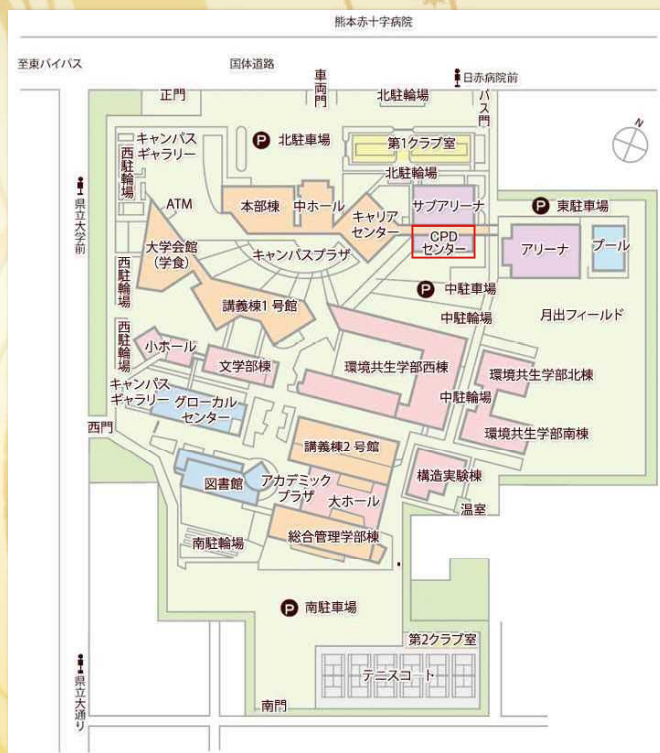 熊本赤十字病院
至東バイパス
国体道路
車両門
日赤病院前
正門
北駐輪場
バス門
キャンパス
ギャラリー
西駐輪場
P 北駐車場
第1クラブ室
N
北駐輪場
県立大学前
ATM
本部棟
中ホール
キャリア
センター
サブアリーナ
P 東駐車場
大学会館
(学食)
キャンパスプラザ
CPD
センター
アリーナ
プール
西駐輪場
P 中駐車場
講義棟1号館
中駐輪場
月出フィールド
西駐輪場
小ホール
文学部棟
環境共生学部西棟
環境共生学部北棟
キャンパス
ギャラリー
グローカル
センター
中駐輪場
西門
講義棟2号館
環境共生学部南棟
図書館
アカデミック
プラザ
大ホール
構造実験棟
温室
南駐輪場
総合管理学部棟
P 南駐車場
第2クラブ室
県立大通り
テニスコート
南門